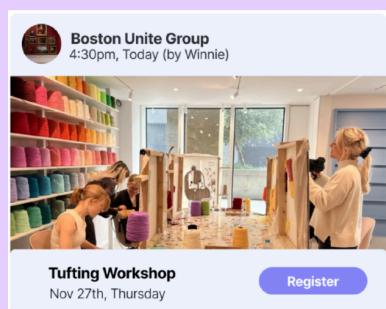 Boston Unite Group
4:30pm, Today (by Winnie)
Tufting Workshop
Register
Nov 27th, Thursday